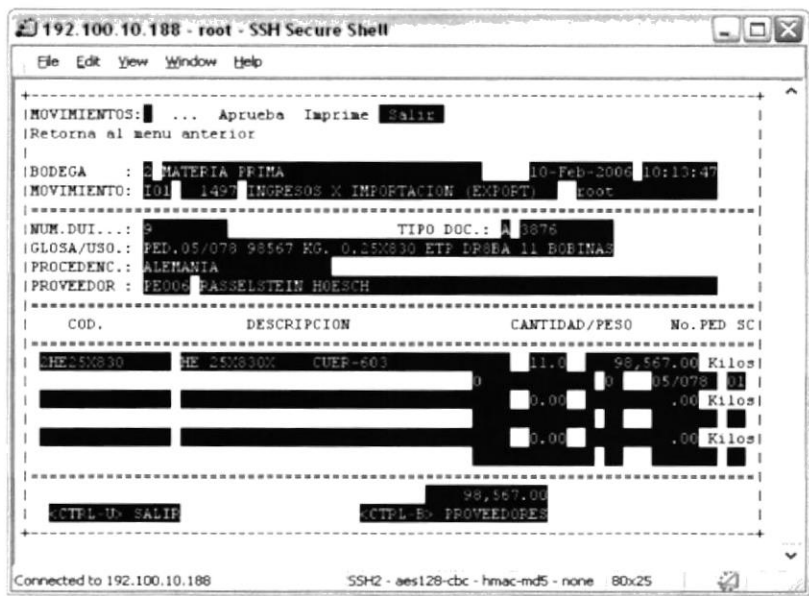 192.100.10.188 - root - SSH Secure Shell
File Edit View Window Help
MOVIMIENTOS: ... Aprueba Imprime Salir
Retorna al menu anterior
BODEGA : 2 MATERIA PRIMA 10-Feb-2006 10:13:47
MOVIMIENTO: I01 1497 INGRESOS X IMPORTACION (EXPORT) root
NUM.DUI...: 9 TIPO DOC.: A 3876
GLOSA/USO.: PED.05/078 98567 KG. 0.25X830 ETP DR8BA 11 BOBINAS
PROCEDENC.: ALEMANIA
PROVEEDOR : PE006 RASSELSTEIN HOESCH
COD. DESCRIPCION CANTIDAD/PESO No.PED SC
2HE25X830 HE 25X830X CUER-603 11.0 98,567.00 Kilos
0 0 05/078 01
0.00 .00 Kilos
0.00 .00 Kilos
98,567.00
<CTRL-U> SALIR <CTRL-B> PROVEEDORES
Connected to 192.100.10.188 SSH2 - aes128-cbc - hmac-md5 - none 80x25